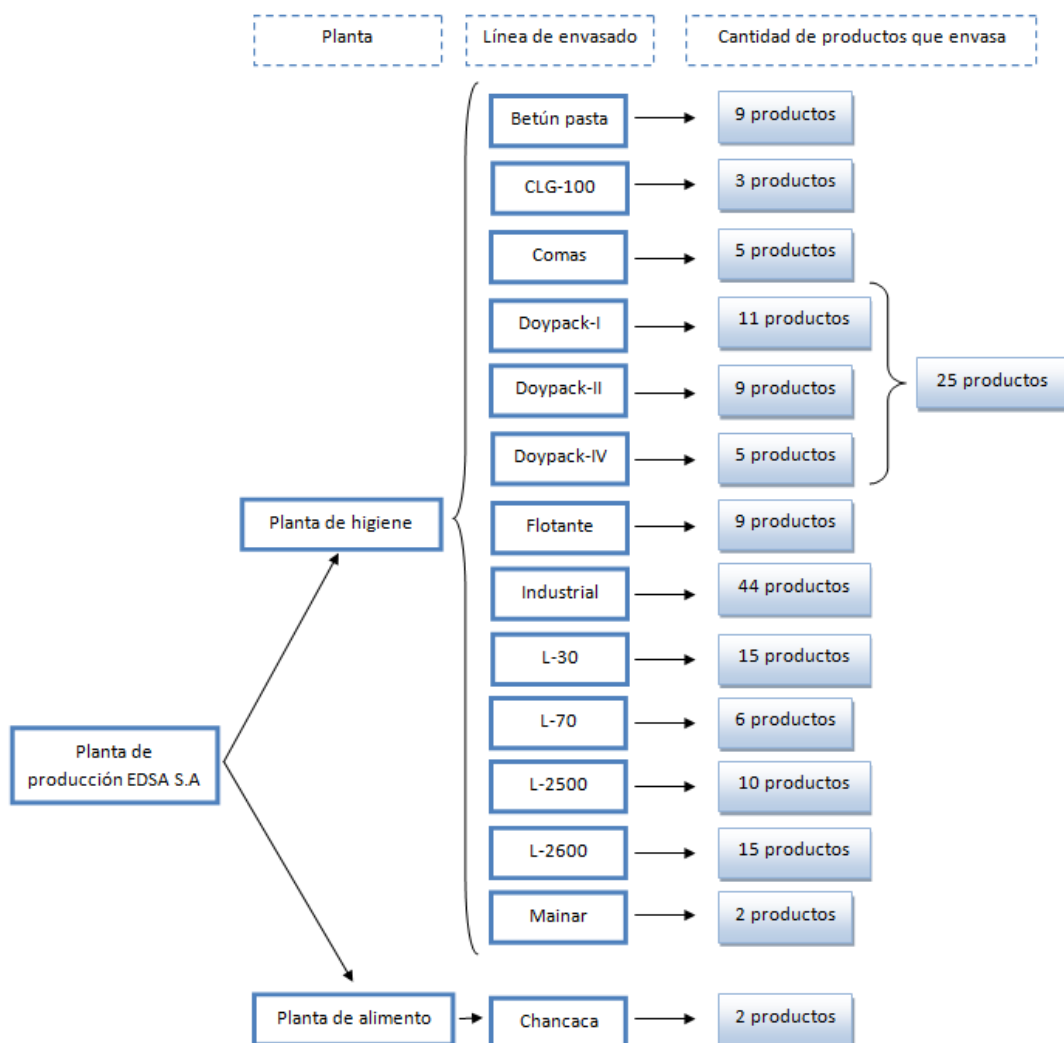 Planta
Línea de envasado
Cantidad de productos que envasa
Betún pasta
9 productos
CLG-100
3 productos
Comas
5 productos
Doypack-I
11 productos
Doypack-II
9 productos
25 productos
Doypack-IV
5 productos
Planta de higiene
Flotante
9 productos
Industrial
44 productos
L-30
15 productos
L-70
6 productos
Planta de
producción EDSA S.A
L-2500
10 productos
L-2600
15 productos
Mainar
2 productos
Planta de alimento
Chancaca
2 productos